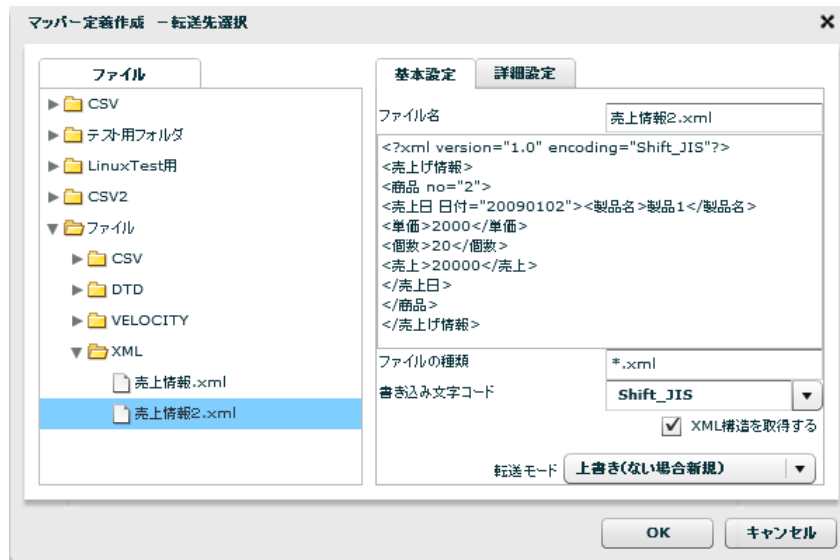 マッパー定義作成 －転送先選択
ファイル
CSV
テスト用フォルダ
LinuxTest用
CSV2
ファイル
CSV
DTD
VELOCITY
XML
売上情報.xml
売上情報2.xml
基本設定 詳細設定
ファイル名 売上情報2.xml
<?xml version="1.0" encoding="Shift_JIS"?>
<売上げ情報>
<商品 no="2">
<売上日 日付="20090102"><製品名>製品1</製品名>
<単価>2000</単価>
<個数>20</個数>
<売上>20000</売上>
</売上日>
</商品>
</売上げ情報>
ファイルの種類 *.xml
書き込み文字コード Shift_JIS
XML構造を取得する
転送モード 上書き(ない場合新規)
OK キャンセル